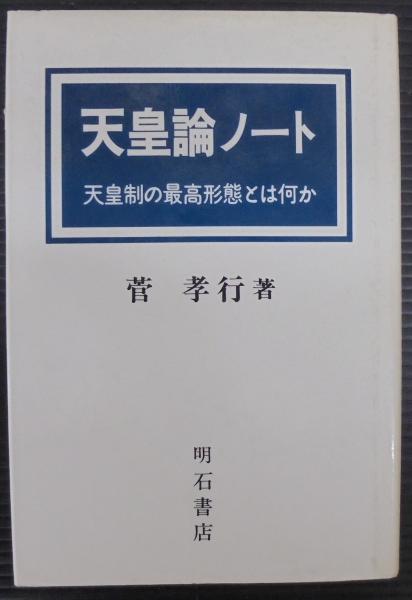 天皇論ノート
天皇制の最高形態とは何か
菅 孝行著
明石書店